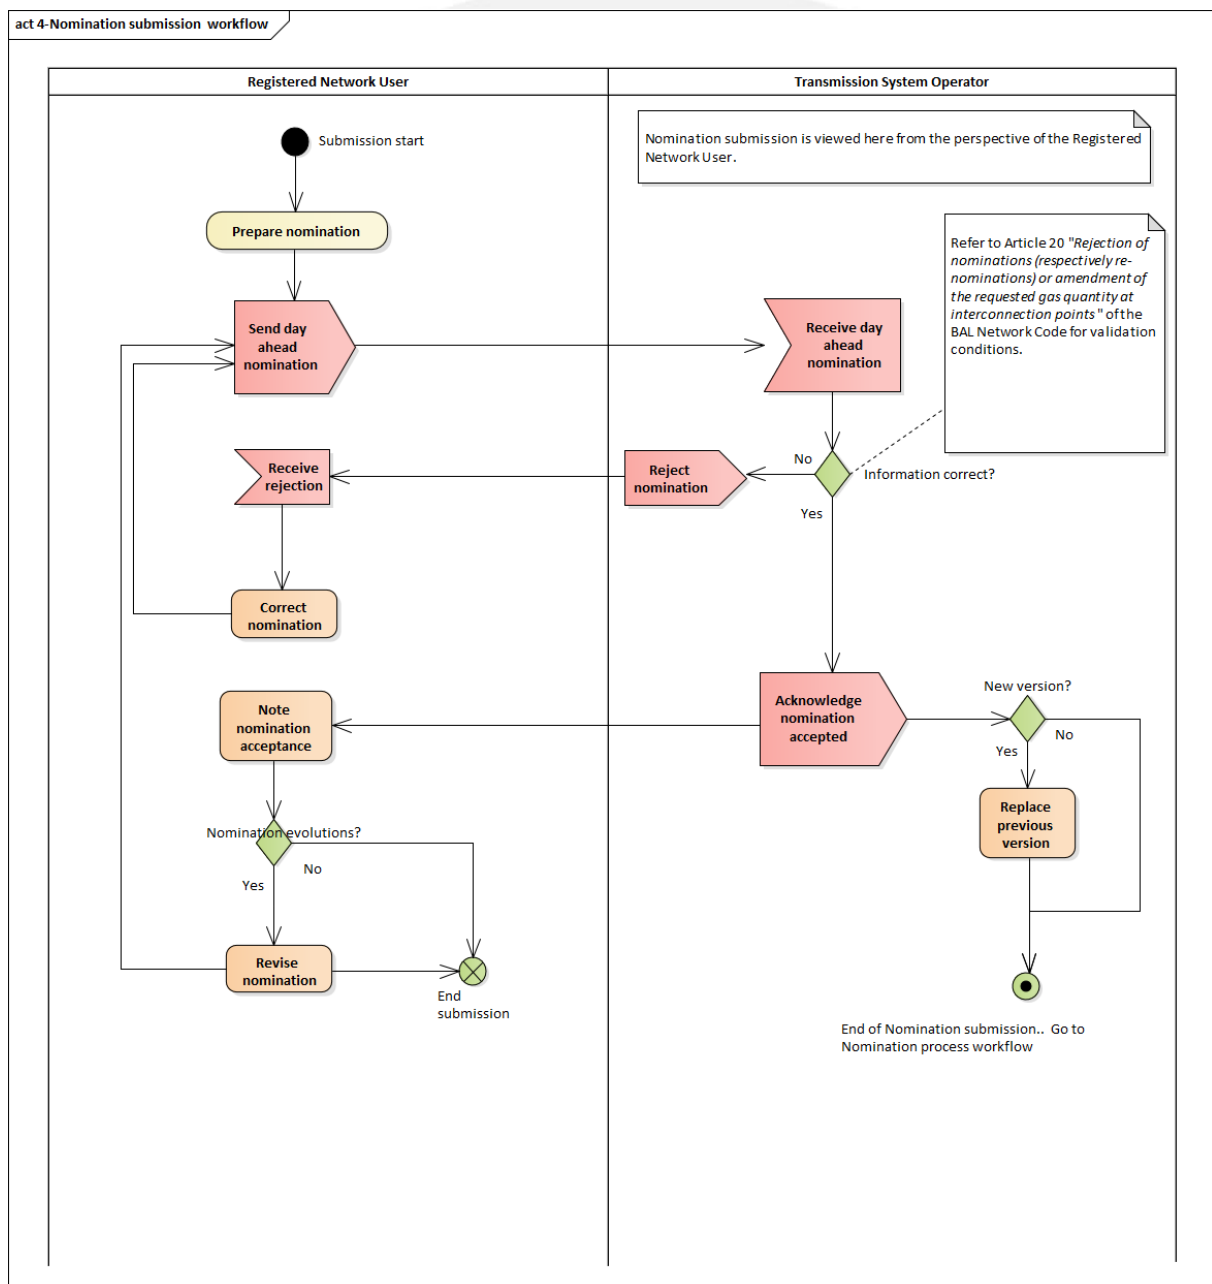 act 4-Nomination submission workflow
Registered Network User
Transmission System Operator
Submission start
Nomination submission is viewed here from the perspective of the Registered
Network User.
Prepare nomination
Refer to Article 20 "Rejection of
nominations (respectively re-
nominations) or amendment of
the requested gas quantity at
interconnection points " of the
BAL Network Code for validation
conditions.
Send day
ahead
nomination
Receive day
ahead
nomination
Receive
rejection
Reject
nomination
No
Information correct?
Yes
Correct
nomination
Note
nomination
acceptance
Acknowledge
nomination
accepted
New version?
No
Yes
Replace
previous
version
Nomination evolutions?
No
Yes
Revise
nomination
End
submission
End of Nomination submission.. Go to
Nomination process workflow